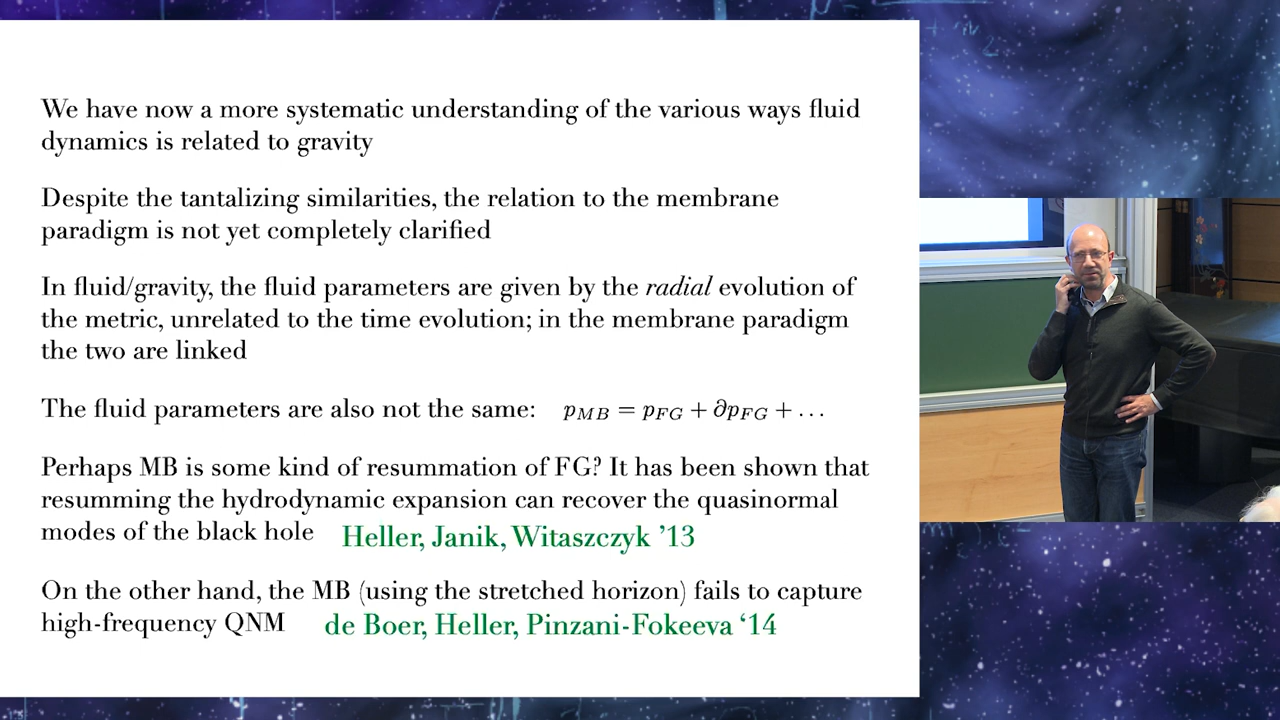 We have now a more systematic understanding of the various ways fluid
dynamics is related to gravity
Despite the tantalizing similarities, the relation to the membrane
paradigm is not yet completely clarified
In fluid/gravity, the fluid parameters are given by the radial evolution of
the metric, unrelated to the time evolution; in the membrane paradigm
the two are linked
The fluid parameters are also not the same: p_{MB} = p_{FG} + ∂p_{FG} + ...
Perhaps MB is some kind of resummation of FG? It has been shown that
resumming the hydrodynamic expansion can recover the quasinormal
modes of the black hole Heller, Janik, Witaszczyk '13
On the other hand, the MB (using the stretched horizon) fails to capture
high-frequency QNM de Boer, Heller, Pinzani-Fokeeva ‘14